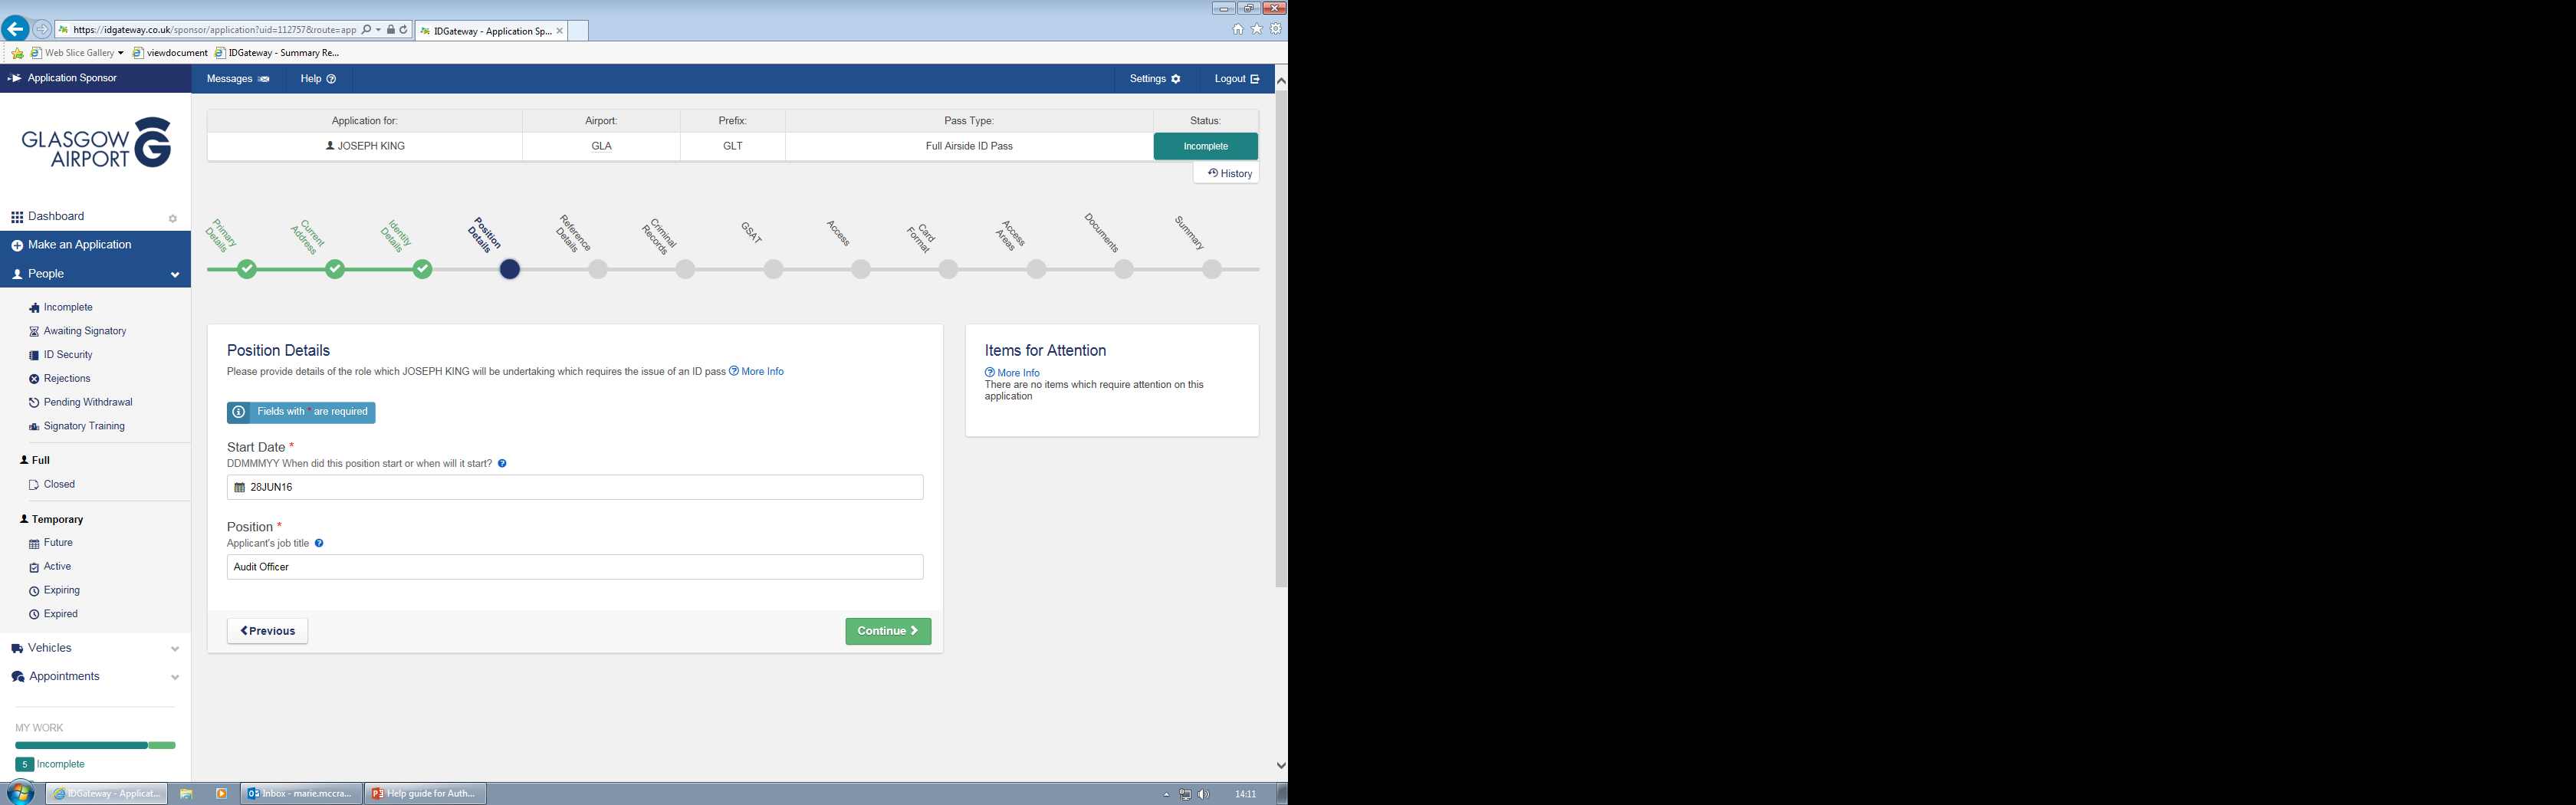 https://idgateway.co.uk/sponsor/application?uid=112757&route=app
IDGateway - Application Sp...
Web Slice Gallery
viewdocument
IDGateway - Summary Re...
Application Sponsor
Messages
Help
Settings
Logout
GLASGOW
AIRPORT
Application for:
Airport:
Prefix:
Pass Type:
Status:
JOSEPH KING
GLA
GLT
Full Airside ID Pass
Incomplete
History
Dashboard
Make an Application
People
Incomplete
Awaiting Signatory
ID Security
Rejections
Pending Withdrawal
Signatory Training
Full
Closed
Temporary
Future
Active
Expiring
Expired
Vehicles
Appointments
MY WORK
5 Incomplete
Primary
Details
Current
Address
Identity
Details
Position
Details
Reference
Details
Criminal
Records
GSAT
Access
Card
Format
Access
Areas
Documents
Summary
Position Details
Please provide details of the role which JOSEPH KING will be undertaking which requires the issue of an ID pass More Info
Fields with * are required
Start Date *
DDMMMYY When did this position start or when will it start?
28JUN16
Position *
Applicant's job title
Audit Officer
Previous
Continue
Items for Attention
More Info
There are no items which require attention on this
application
IDGateway - Applicat...
Inbox - marie.mccra...
Help guide for Auth...
14:11